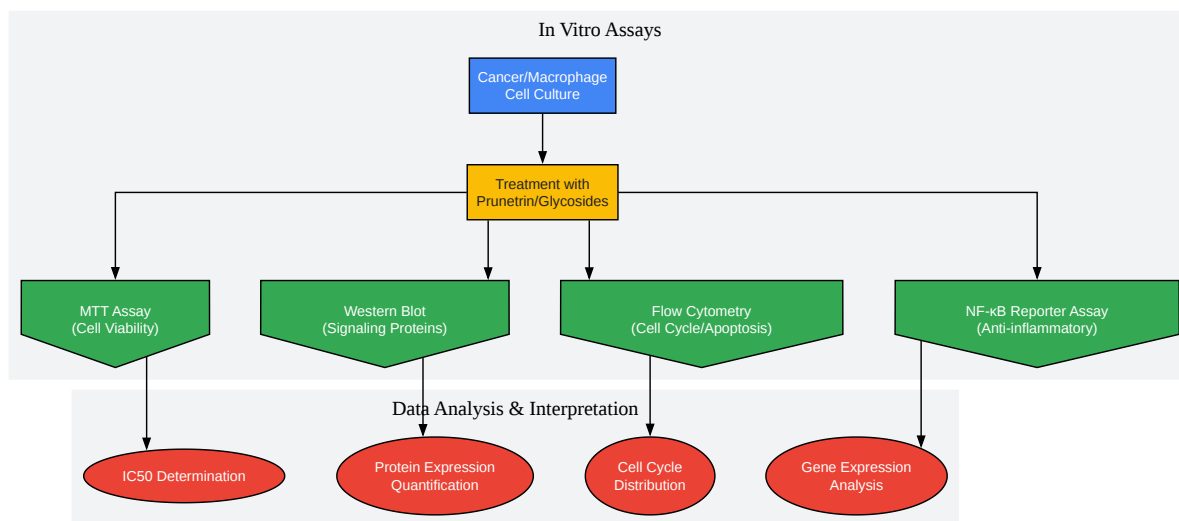 In Vitro Assays
Cancer/Macrophage
Cell Culture
Treatment with
Prunetrin/Glycosides
MTT Assay
(Cell Viability)
Western Blot
(Signaling Proteins)
Flow Cytometry
(Cell Cycle/Apoptosis)
NF-κB Reporter Assay
(Anti-inflammatory)
Data Analysis & Interpretation
IC50 Determination
Protein Expression
Quantification
Cell Cycle
Distribution
Gene Expression
Analysis